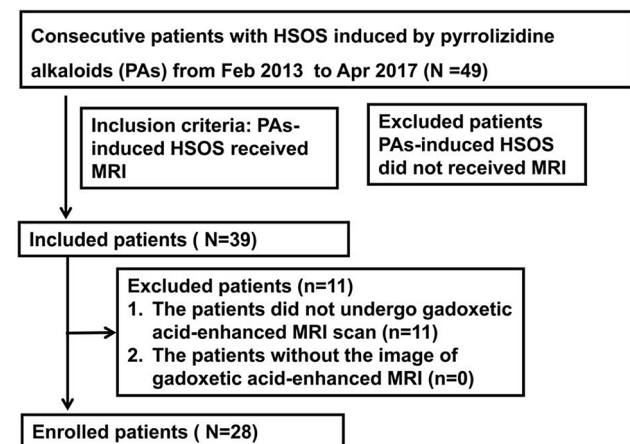 Consecutive patients with HSOS induced by pyrrolizidine
alkaloids (PAs) from Feb 2013 to Apr 2017 (N =49)
Inclusion criteria: PAs-
induced HSOS received
MRI
Excluded patients
PAs-induced HSOS
did not received MRI
Included patients ( N=39)
Excluded patients (n=11)
1. The patients did not undergo gadoxetic
acid-enhanced MRI scan (n=11)
2. The patients without the image of
gadoxetic acid-enhanced MRI (n=0)
Enrolled patients ( N=28)